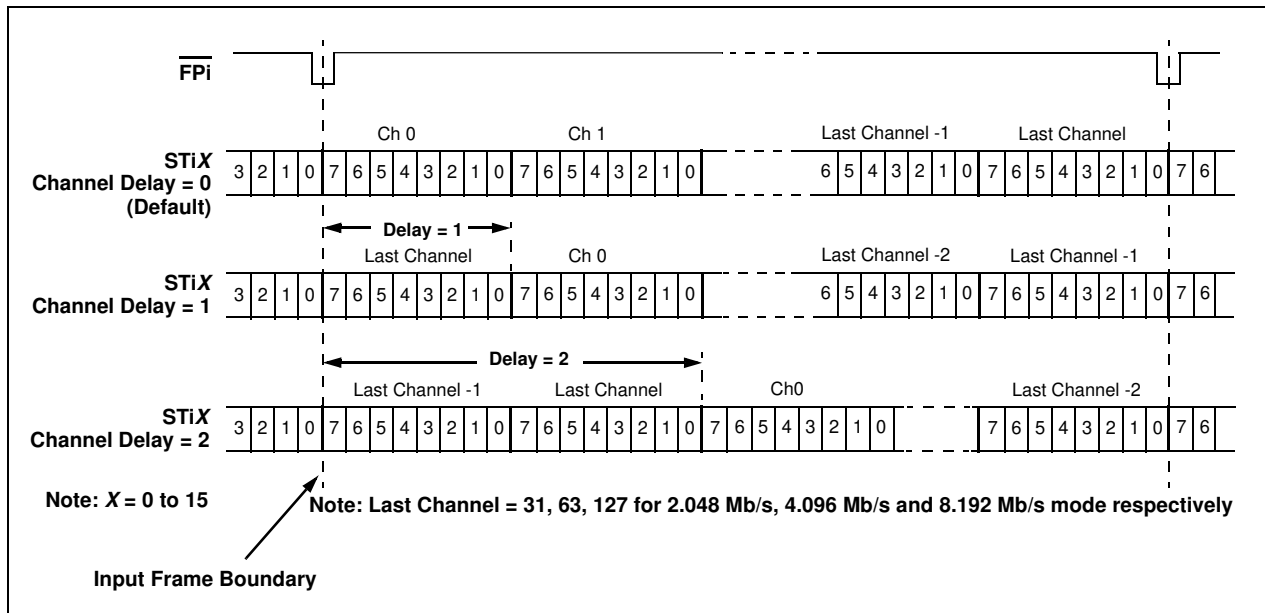 FPi
Ch 0 Ch 1 Last Channel -1 Last Channel
STiX
Channel Delay = 0
(Default)
3 2 1 0 7 6 5 4 3 2 1 0 7 6 5 4 3 2 1 0 6 5 4 3 2 1 0 7 6 5 4 3 2 1 0 7 6
Delay = 1
Last Channel Ch 0 Last Channel -2 Last Channel -1
STiX
Channel Delay = 1
3 2 1 0 7 6 5 4 3 2 1 0 7 6 5 4 3 2 1 0 6 5 4 3 2 1 0 7 6 5 4 3 2 1 0 7 6
Delay = 2
Last Channel -1 Last Channel Ch0 Last Channel -2
STiX
Channel Delay = 2
3 2 1 0 7 6 5 4 3 2 1 0 7 6 5 4 3 2 1 0 7 6 5 4 3 2 1 0 7 6 5 4 3 2 1 0 7 6
Note: X = 0 to 15
Note: Last Channel = 31, 63, 127 for 2.048 Mb/s, 4.096 Mb/s and 8.192 Mb/s mode respectively
Input Frame Boundary